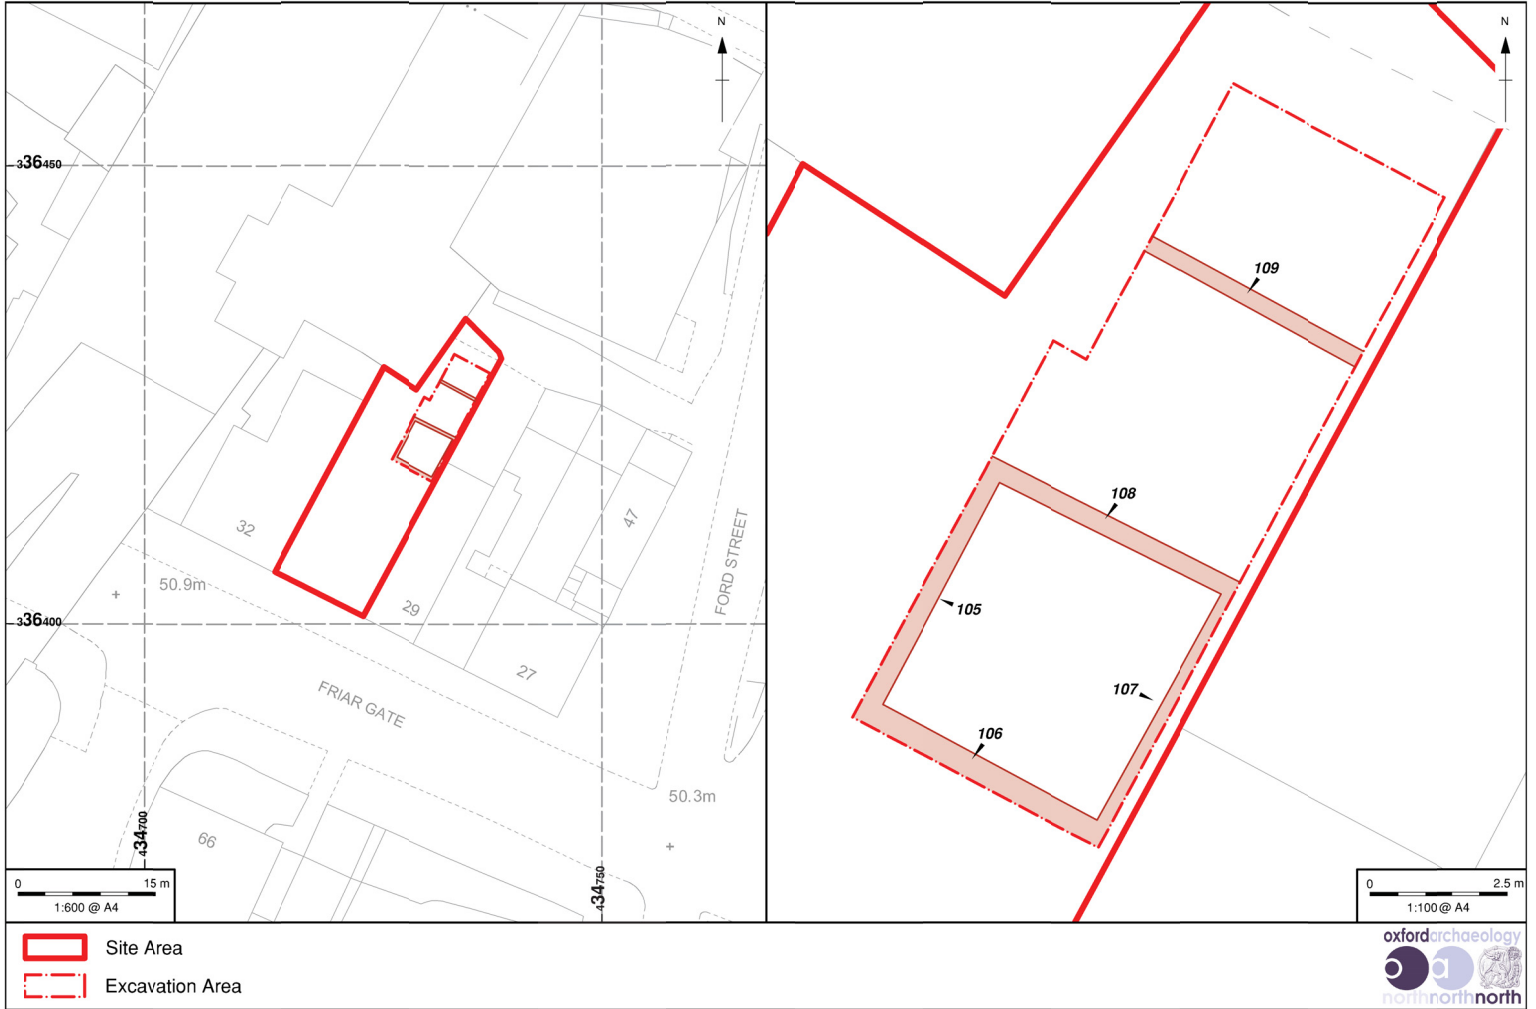 N
336450
32
47
FORD STREET
50.9m
29
336400
27
FRIAR GATE
50.3m
66
434700
434750
0 15 m
1:600 @ A4
N
109
108
105
107
106
0 2.5 m
1:100 @ A4
Site Area
Excavation Area
oxfordarchaeology
oa
northnorthnorth